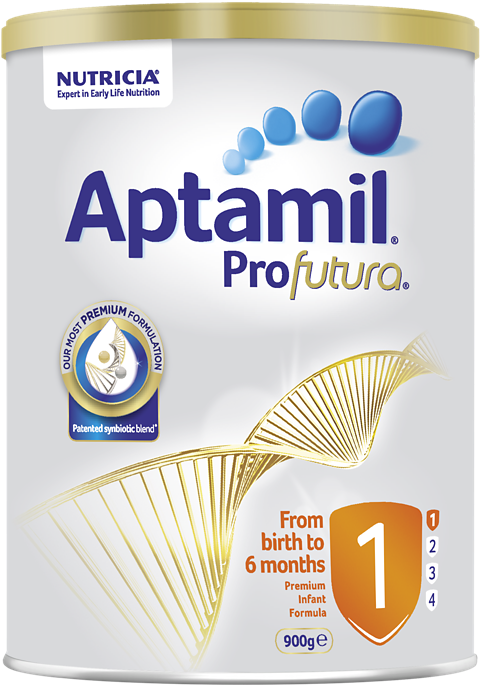 NUTRICIA®
Expert in Early Life Nutrition
Aptamil®
Profutura®
OUR MOST PREMIUM FORMULATION
Patented synbiotic blend*
From
birth to
6 months
Premium
Infant
Formula
1
1
2
3
4
900g℮